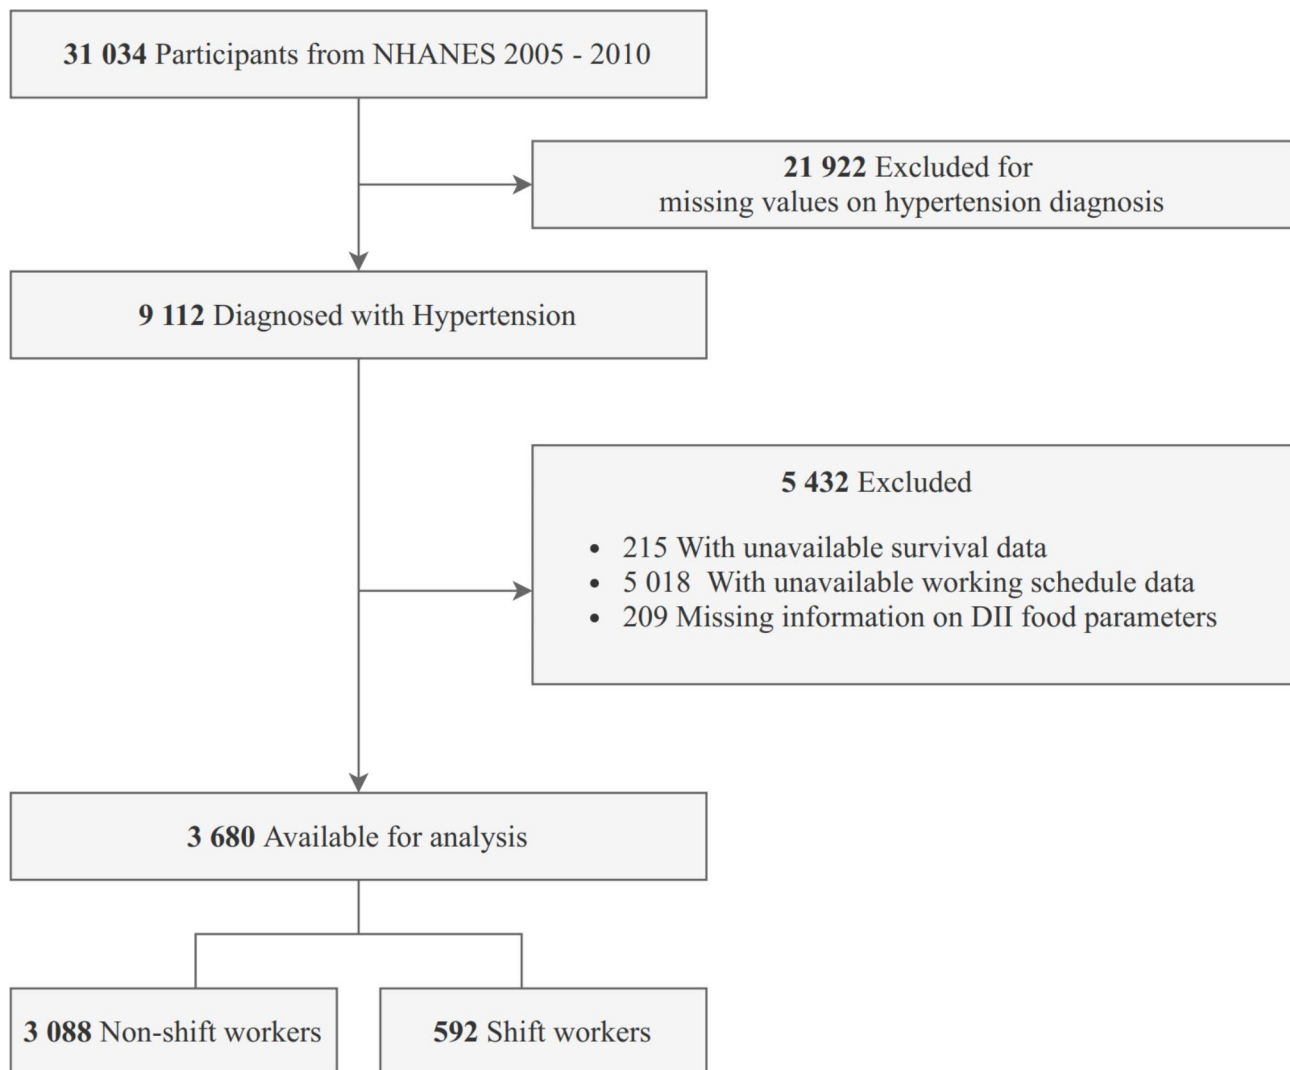 31 034 Participants from NHANES 2005 - 2010
21 922 Excluded for
missing values on hypertension diagnosis
9 112 Diagnosed with Hypertension
5 432 Excluded
• 215 With unavailable survival data
• 5 018 With unavailable working schedule data
• 209 Missing information on DII food parameters
3 680 Available for analysis
3 088 Non-shift workers
592 Shift workers